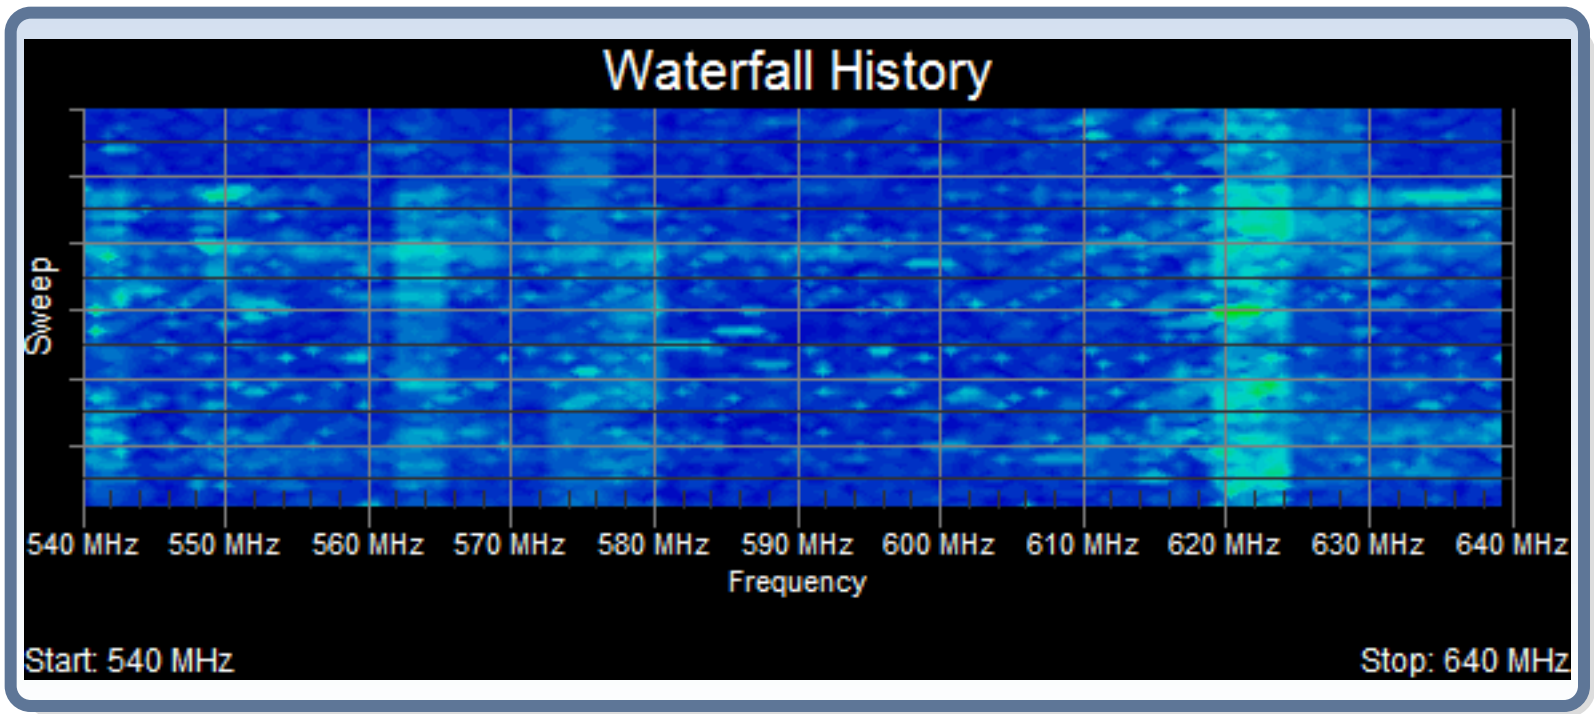 Waterfall History
Sweep
540 MHz 550 MHz 560 MHz 570 MHz 580 MHz 590 MHz 600 MHz 610 MHz 620 MHz 630 MHz 640 MHz
Frequency
Start: 540 MHz Stop: 640 MHz